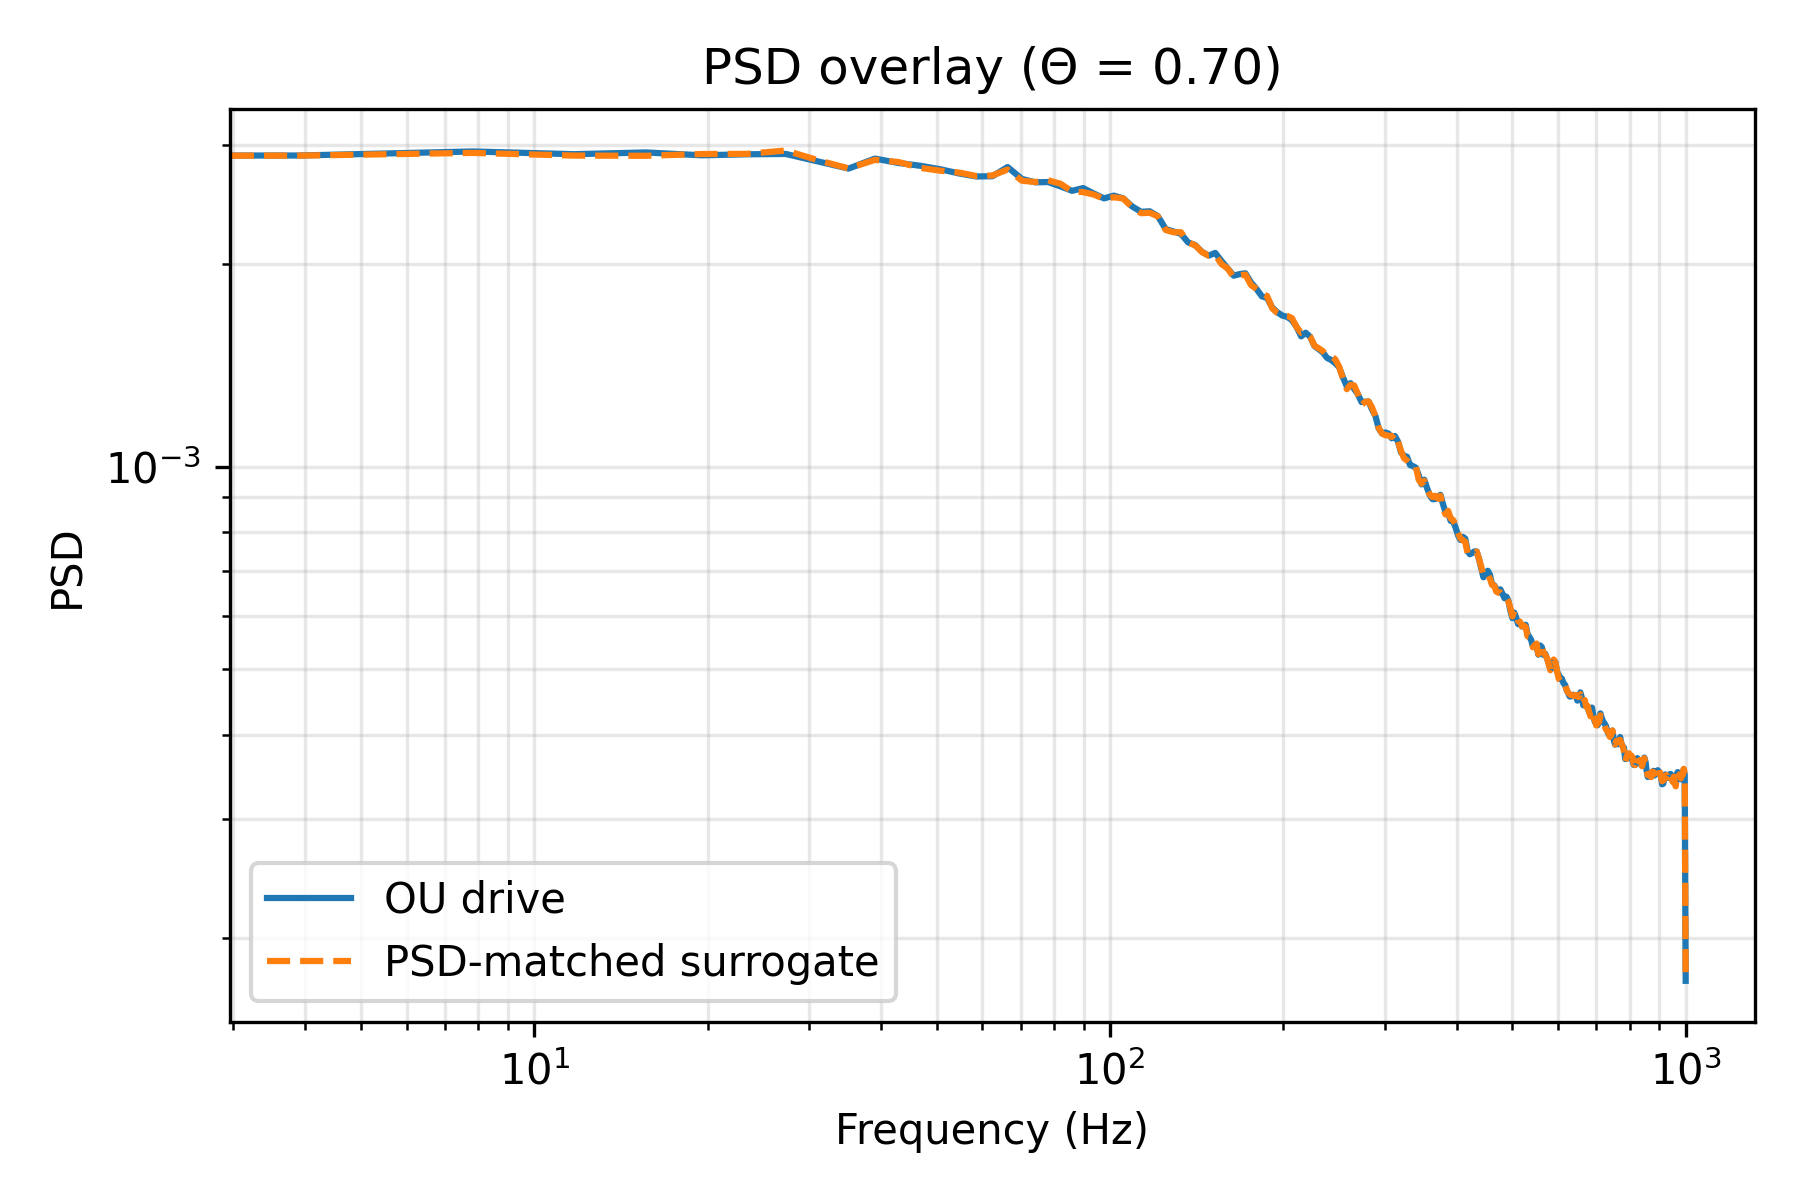 PSD overlay (Θ = 0.70)
10⁻³
PSD
OU drive
PSD-matched surrogate
10¹ 10² 10³
Frequency (Hz)